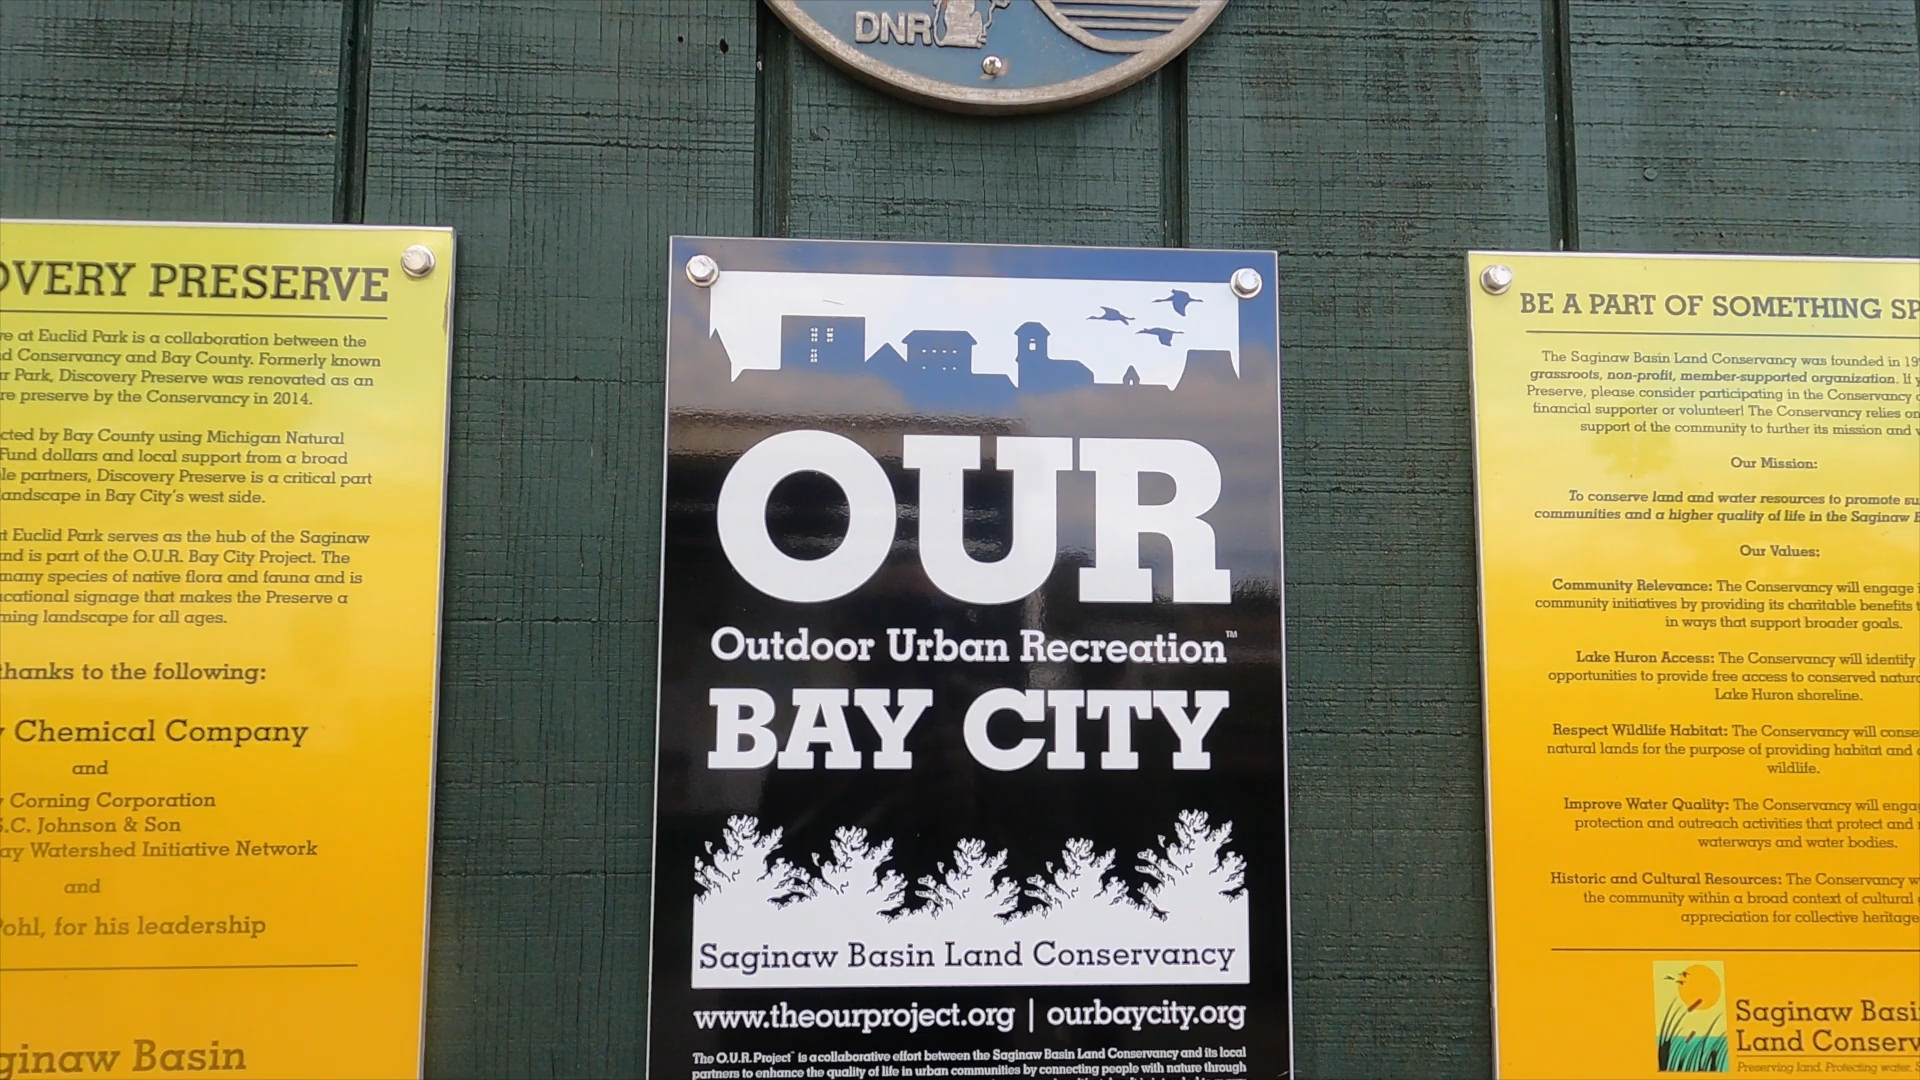 DNR
OVERY PRESERVE
re at Euclid Park is a collaboration between the
d Conservancy and Bay County. Formerly known
r Park, Discovery Preserve was renovated as an
re preserve by the Conservancy in 2014.
cted by Bay County using Michigan Natural
Fund dollars and local support from a broad
le partners, Discovery Preserve is a critical part
andscape in Bay City's west side.
t Euclid Park serves as the hub of the Saginaw
nd is part of the O.U.R. Bay City Project. The
many species of native flora and fauna and is
cational signage that makes the Preserve a
ming landscape for all ages.
thanks to the following:
Chemical Company
and
Corning Corporation
S.C. Johnson & Son
ay Watershed Initiative Network
and
Pohl, for his leadership
ginaw Basin
OUR
Outdoor Urban Recreation™
BAY CITY
Saginaw Basin Land Conservancy
www.theourproject.org | ourbaycity.org
The O.U.R. Project™ is a collaborative effort between the Saginaw Basin Land Conservancy and its local
partners to enhance the quality of life in urban communities by connecting people with nature through
BE A PART OF SOMETHING SP
The Saginaw Basin Land Conservancy was founded in 19
grassroots, non-profit, member-supported organization. If y
Preserve, please consider participating in the Conservancy
financial supporter or volunteer! The Conservancy relies on
support of the community to further its mission and
Our Mission:
To conserve land and water resources to promote su
communities and a higher quality of life in the Saginaw
Our Values:
Community Relevance: The Conservancy will engage
community initiatives by providing its charitable benefits
in ways that support broader goals.
Lake Huron Access: The Conservancy will identify
opportunities to provide free access to conserved natur
Lake Huron shoreline.
Respect Wildlife Habitat: The Conservancy will conse
natural lands for the purpose of providing habitat and
wildlife.
Improve Water Quality: The Conservancy will enga
protection and outreach activities that protect and
waterways and water bodies.
Historic and Cultural Resources: The Conservancy w
the community within a broad context of cultural
appreciation for collective heritage
Saginaw Basi
Land Conserv
Preserving land. Protecting water.